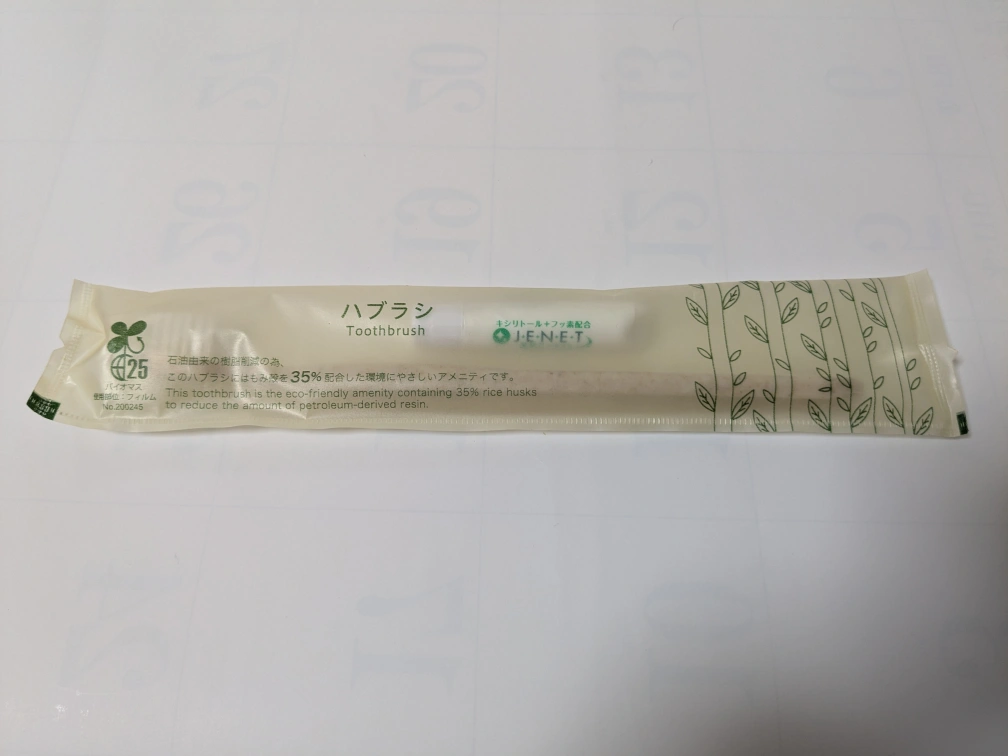 ハブラシ
Toothbrush
キシリトール+フッ素配合
J・E・N・E・T
石油由来の樹脂削減の為、
このハブラシにはもみ殻を35%配合した環境にやさしいアメニティです。
This toothbrush is the eco-friendly amenity containing 35% rice husks
to reduce the amount of petroleum-derived resin.
25
バイオマス
使用部位:フィルム
No.200245